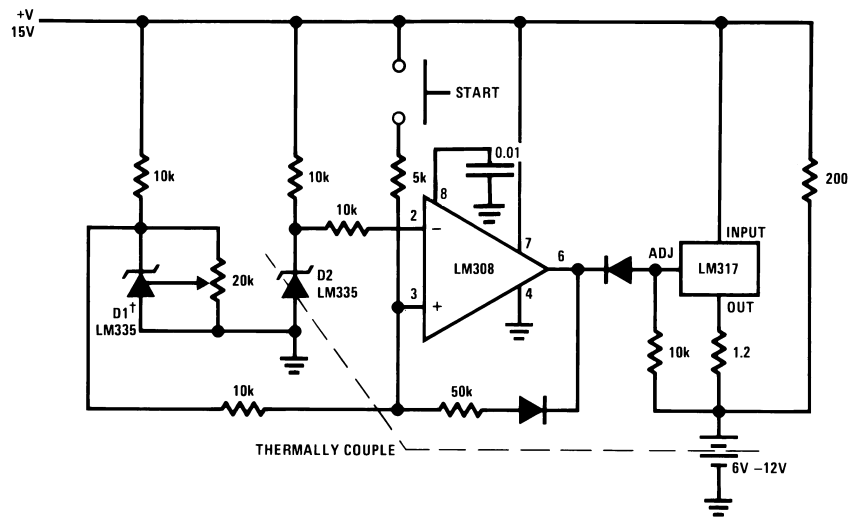 +V
15V
START
10k
10k
5k
8
0.01
200
10k
2
−
7
6
ADJ
INPUT
LM308
LM317
20k
D2
LM335
D1†
LM335
3
+
4
OUT
10k
1.2
10k
50k
THERMALLY COUPLE
6V −12V